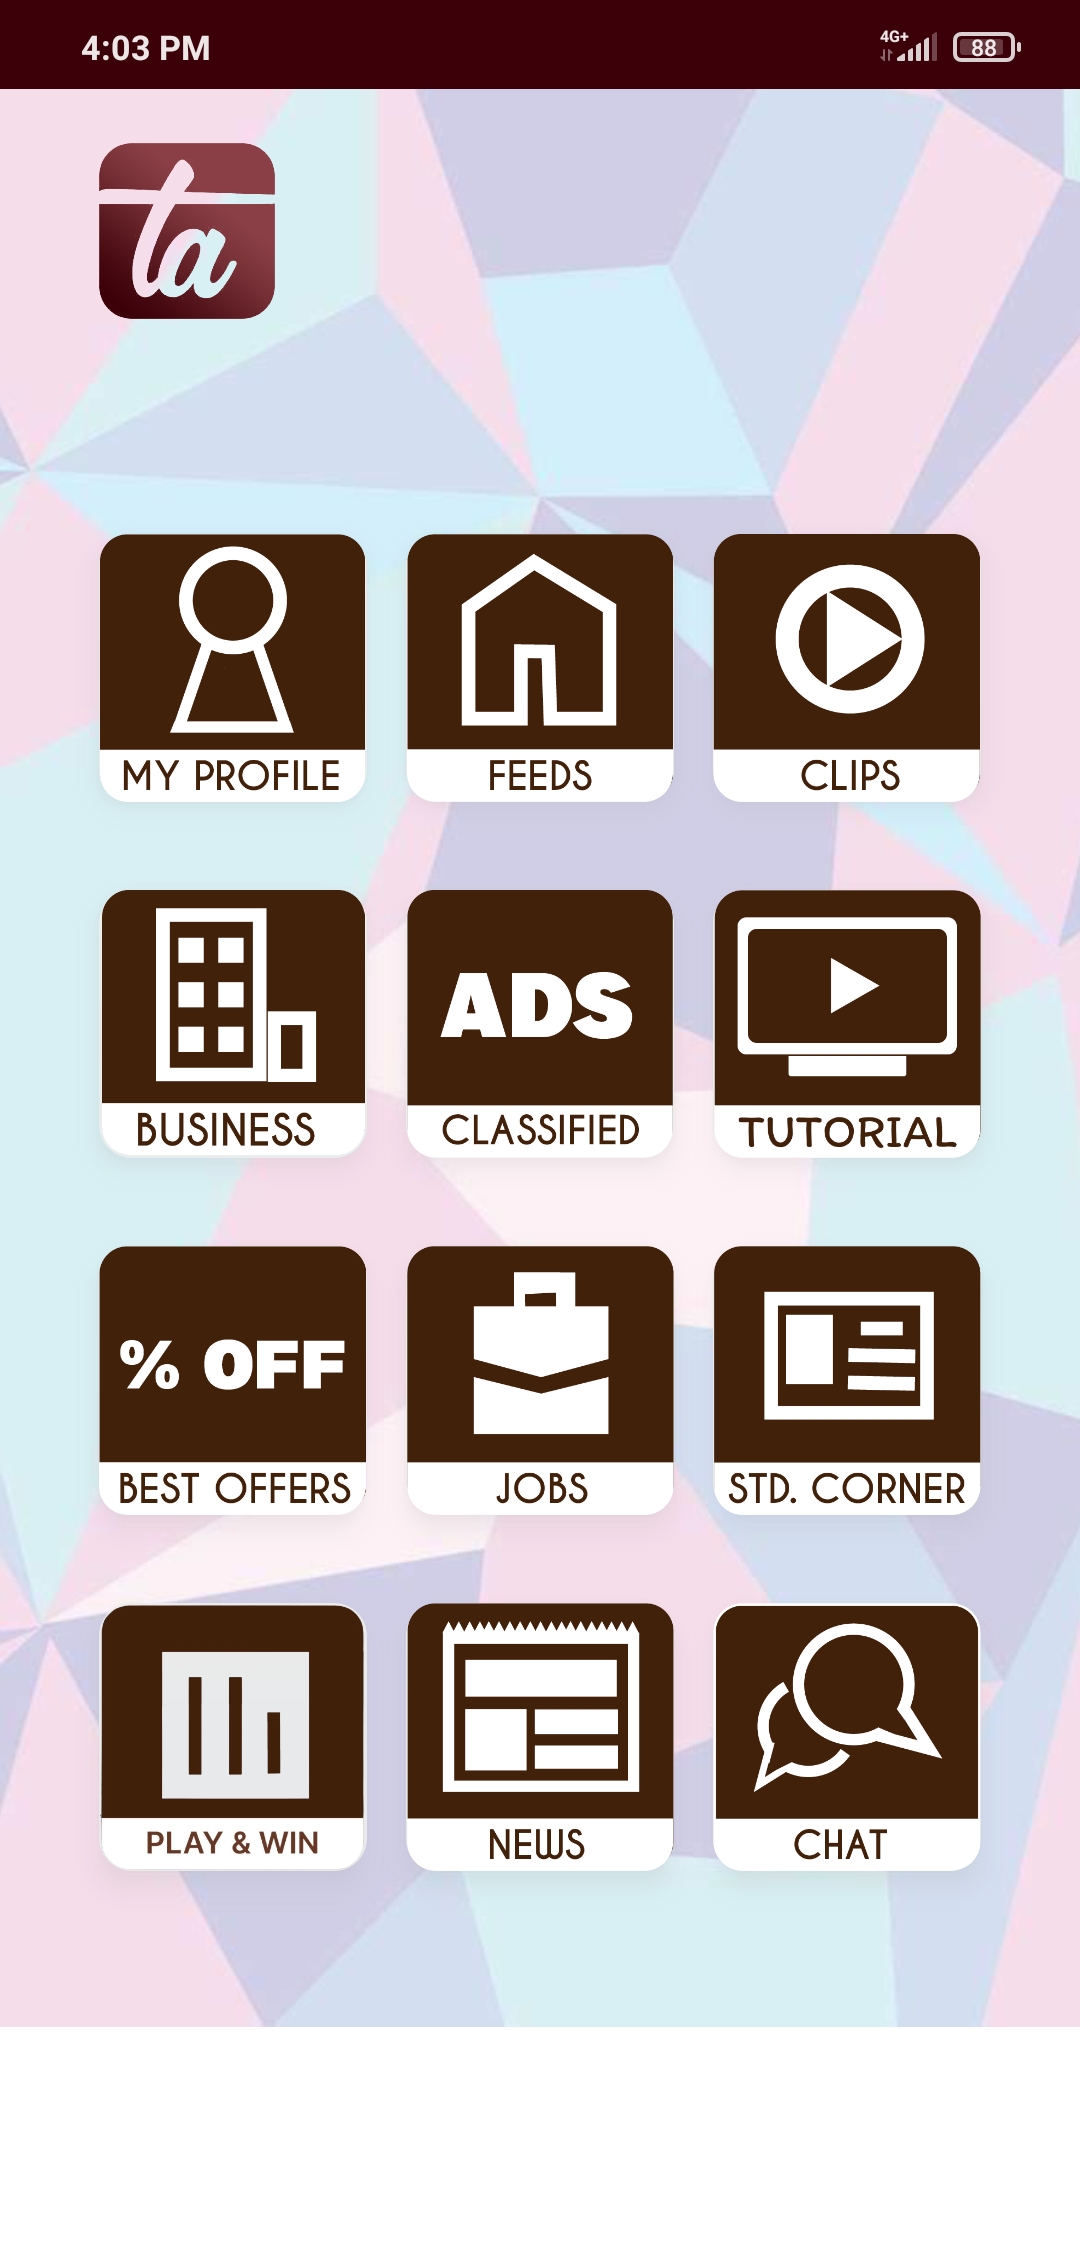 4:03 PM 4G+ 88
ta
MY PROFILE FEEDS CLIPS
ADS
BUSINESS CLASSIFIED TUTORIAL
% OFF
BEST OFFERS JOBS STD. CORNER
PLAY & WIN NEWS CHAT